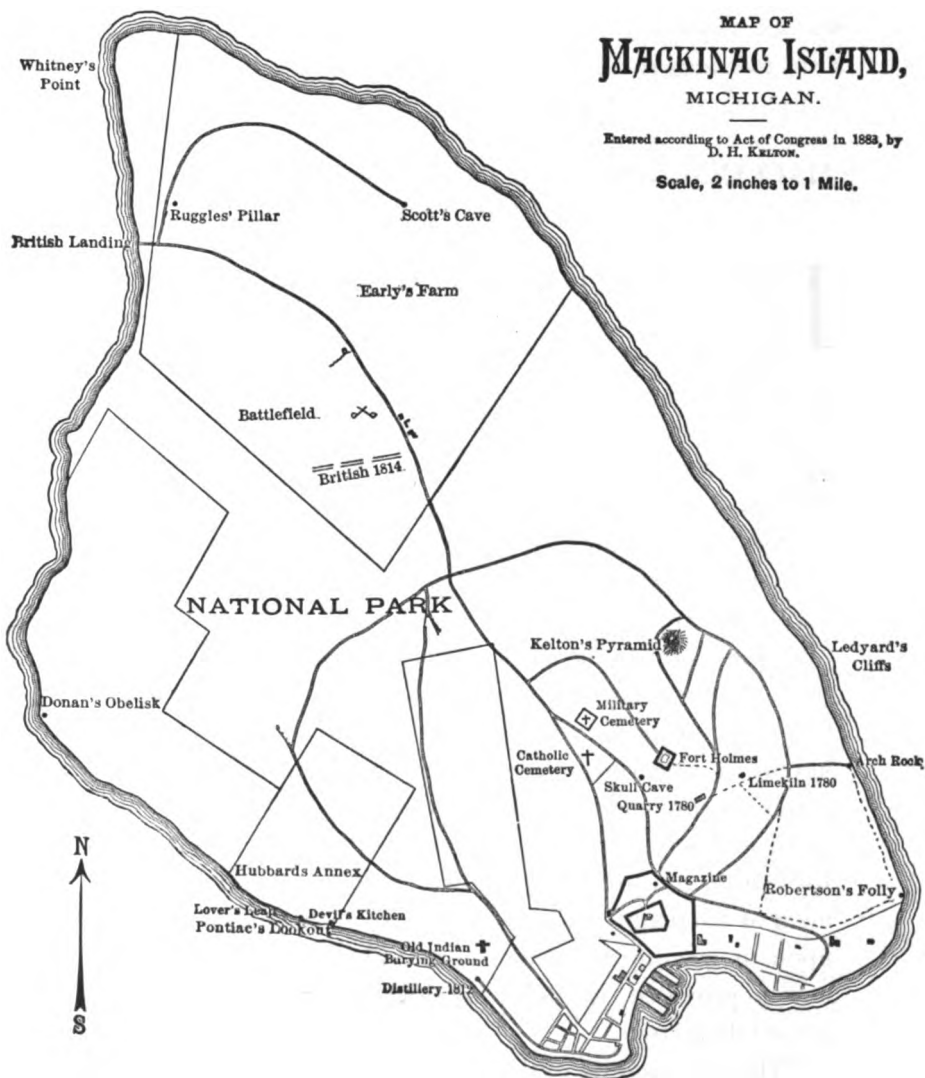 MAP OF
MACKINAC ISLAND,
MICHIGAN.
Entered according to Act of Congress in 1883, by
D. H. KELTON.
Scale, 2 inches to 1 Mile.
Whitney's
Point
Ruggles' Pillar
Scott's Cave
British Landing
Early's Farm
Battlefield.
British 1814.
NATIONAL PARK
Kelton's Pyramid
Ledyard's
Cliffs
Donan's Obelisk
Military
Cemetery
Catholic
Cemetery
Fort Holmes
Arch Rock
Skull Cave
Limekiln 1780
Quarry 1780
N
Hubbards Annex
Magazine
Robertson's Folly
Lover's Leap
Devil's Kitchen
Pontiac's Lookout
Old Indian
Burying Ground
Distillery 1812
S